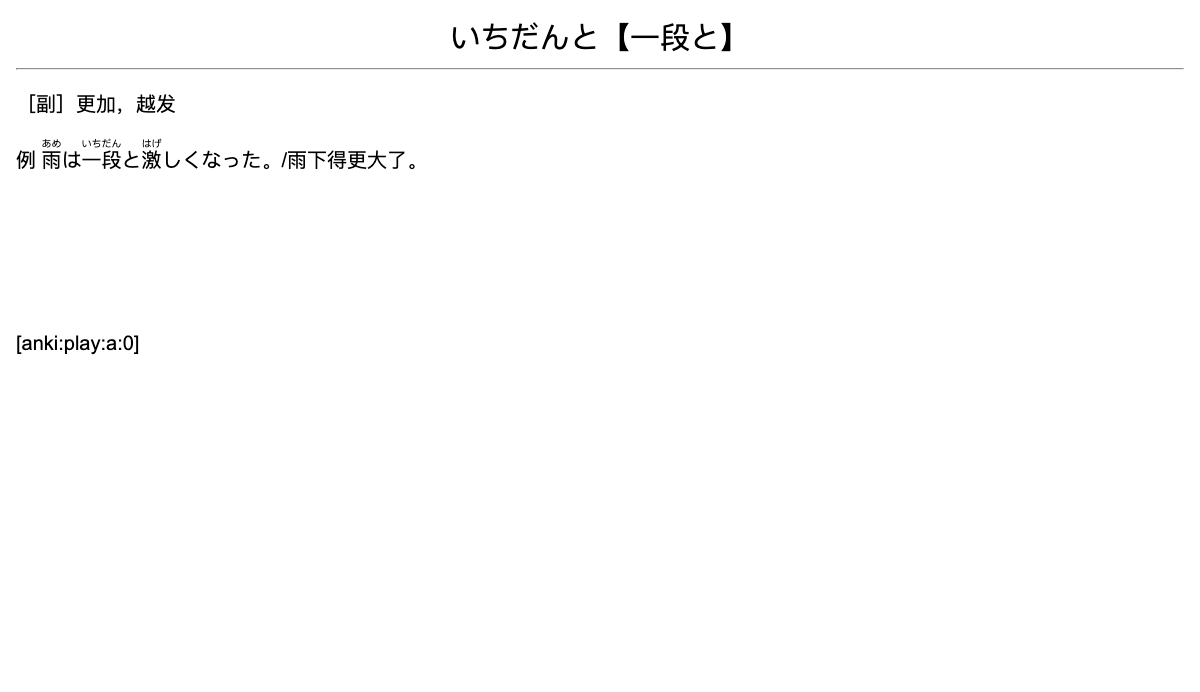 いちだんと【一段と】
［副］更加，越发
あめ いちだん はげ
例 雨は一段と激しくなった。/雨下得更大了。
[anki:play:a:0]